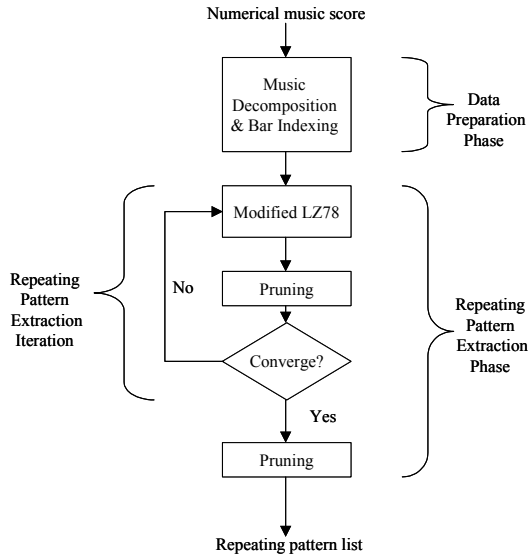 Numerical music score
Music
Decomposition
& Bar Indexing
Data
Preparation
Phase
Modified LZ78
Repeating
Pattern
Extraction
Iteration
No
Pruning
Repeating
Pattern
Extraction
Phase
Converge?
Yes
Pruning
Repeating pattern list